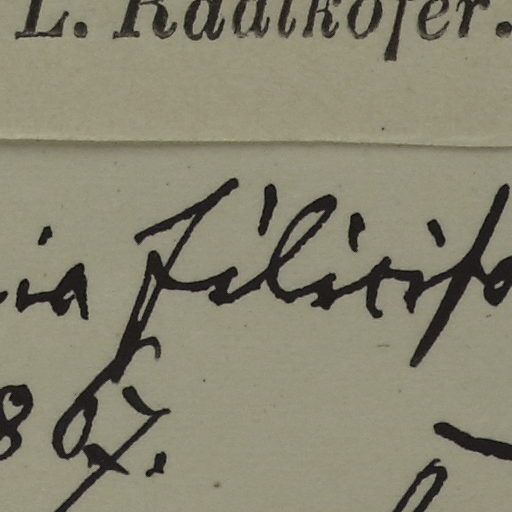 L. Radlkofer.
ia filicifo
867.